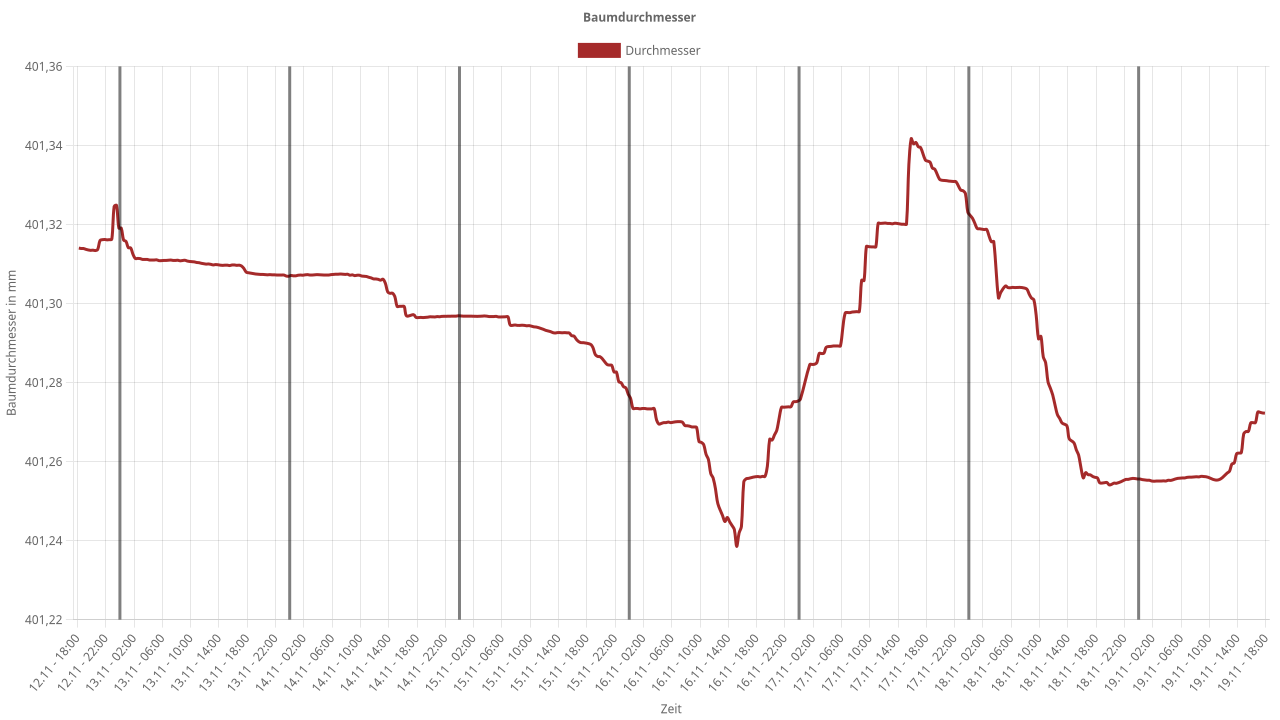 Baumdurchmesser
Durchmesser
401,36
401,34
401,32
401,30
401,28
401,26
401,24
401,22
Baumdurchmesser in mm
12.11 - 18:00
12.11 - 22:00
13.11 - 02:00
13.11 - 06:00
13.11 - 10:00
13.11 - 14:00
13.11 - 18:00
13.11 - 22:00
14.11 - 02:00
14.11 - 06:00
14.11 - 10:00
14.11 - 14:00
14.11 - 18:00
14.11 - 22:00
15.11 - 02:00
15.11 - 06:00
15.11 - 10:00
15.11 - 14:00
15.11 - 18:00
15.11 - 22:00
16.11 - 02:00
16.11 - 06:00
16.11 - 10:00
16.11 - 14:00
16.11 - 18:00
16.11 - 22:00
17.11 - 02:00
17.11 - 06:00
17.11 - 10:00
17.11 - 14:00
17.11 - 18:00
17.11 - 22:00
18.11 - 02:00
18.11 - 06:00
18.11 - 10:00
18.11 - 14:00
18.11 - 18:00
18.11 - 22:00
19.11 - 02:00
19.11 - 06:00
19.11 - 10:00
19.11 - 14:00
19.11 - 18:00
Zeit